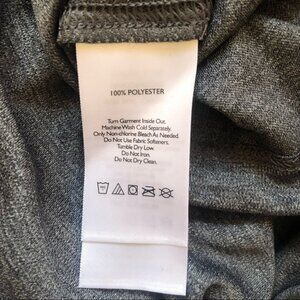 100% POLYESTER
Turn Garment Inside Out.
Machine Wash Cold Separately.
Only Non-chlorine Bleach As Needed.
Do Not Use Fabric Softeners.
Tumble Dry Low.
Do Not Iron.
Do Not Dry Clean.